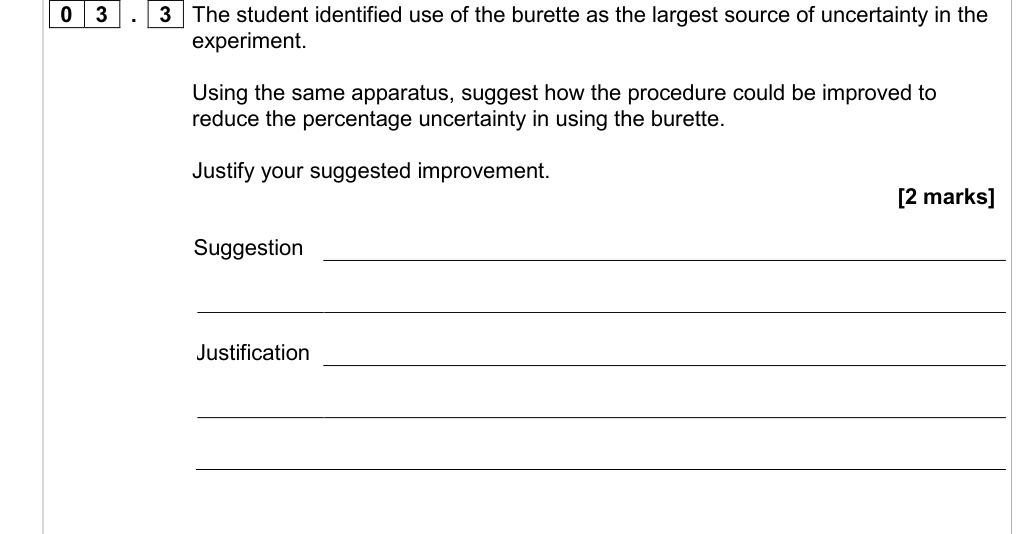 0 3 . 3 The student identified use of the burette as the largest source of uncertainty in the
experiment.
Using the same apparatus, suggest how the procedure could be improved to
reduce the percentage uncertainty in using the burette.
Justify your suggested improvement.
[2 marks]
Suggestion
Justification